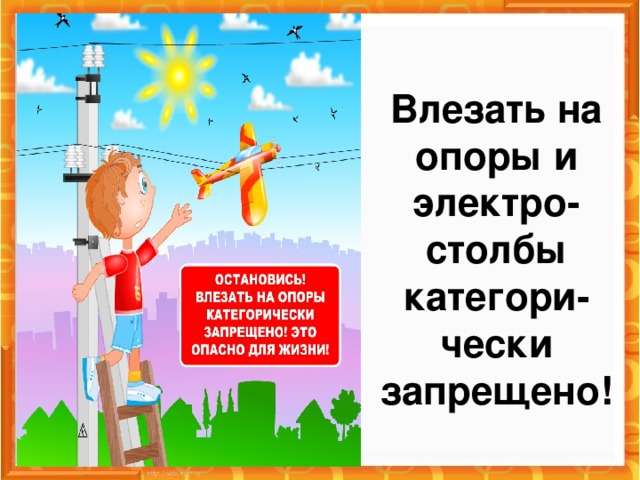 ОСТАНОВИСЬ!
ВЛЕЗАТЬ НА ОПОРЫ
КАТЕГОРИЧЕСКИ
ЗАПРЕЩЕНО! ЭТО
ОПАСНО ДЛЯ ЖИЗНИ!
Влезать на
опоры и
электро-
столбы
категори-
чески
запрещено!